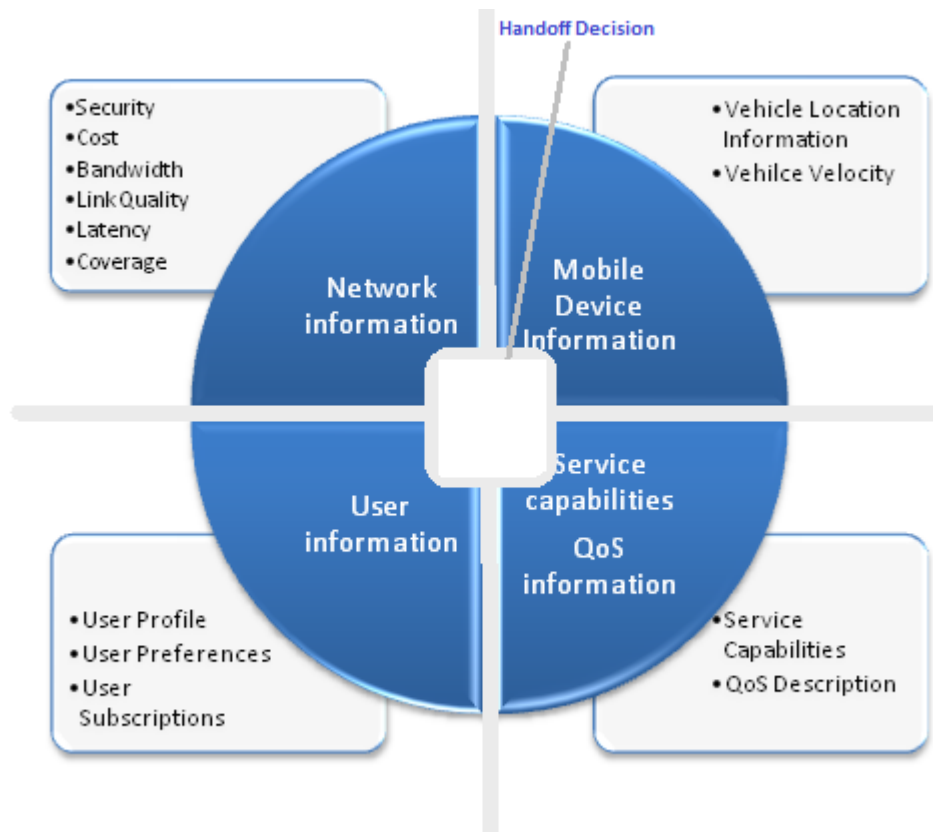 Handoff Decision
•Security
•Cost
•Bandwidth
•Link Quality
•Latency
•Coverage
•Vehicle Location
Information
•Vehilce Velocity
Network
information
Mobile
Device
Information
User
information
Service
capabilities
QoS
information
•User Profile
•User Preferences
•User
Subscriptions
•Service
Capabilities
•QoS Description